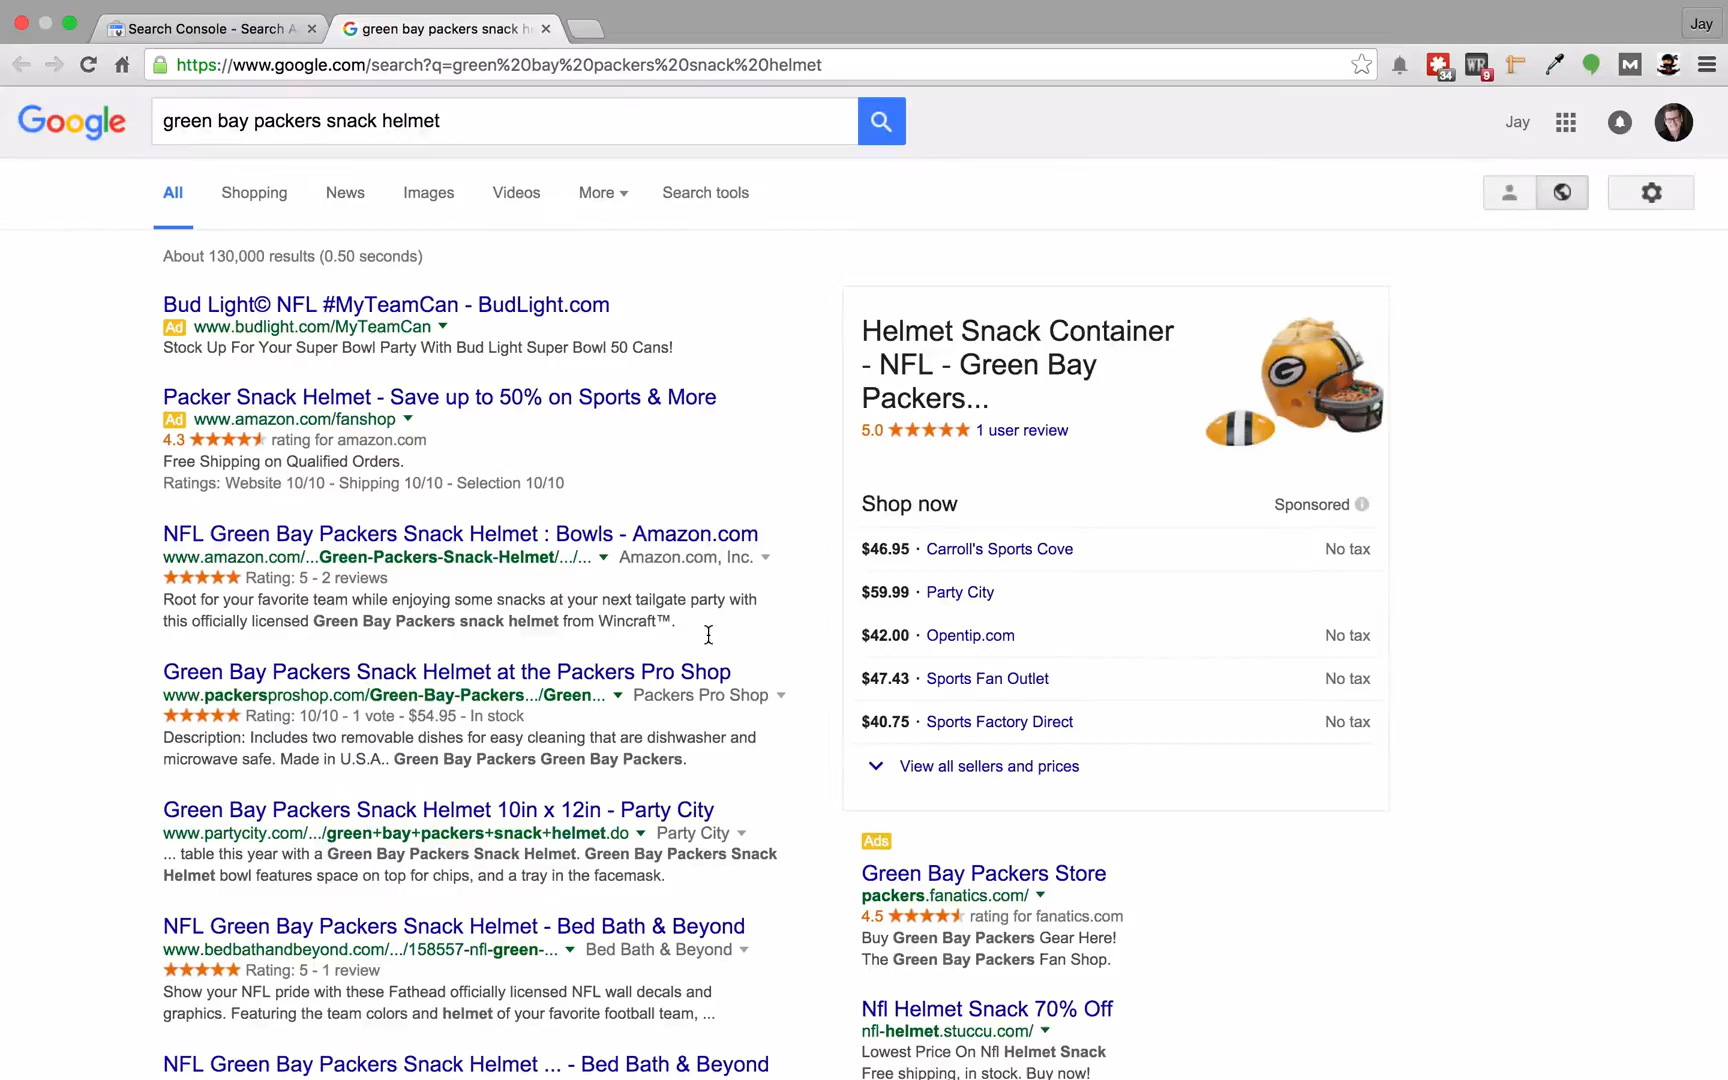 Search Console - Search A
green bay packers snack h
Jay
https://www.google.com/search?q=green%20bay%20packers%20snack%20helmet
34
WR
9
M
Google
green bay packers snack helmet
Jay
All
Shopping
News
Images
Videos
More
Search tools
About 130,000 results (0.50 seconds)
Bud Light© NFL #MyTeamCan - BudLight.com
Ad www.budlight.com/MyTeamCan
Stock Up For Your Super Bowl Party With Bud Light Super Bowl 50 Cans!
Packer Snack Helmet - Save up to 50% on Sports & More
Ad www.amazon.com/fanshop
4.3 ★★★★★ rating for amazon.com
Free Shipping on Qualified Orders.
Ratings: Website 10/10 - Shipping 10/10 - Selection 10/10
NFL Green Bay Packers Snack Helmet : Bowls - Amazon.com
www.amazon.com/...Green-Packers-Snack-Helmet/.../... Amazon.com, Inc.
★★★★★ Rating: 5 - 2 reviews
Root for your favorite team while enjoying some snacks at your next tailgate party with
this officially licensed Green Bay Packers snack helmet from Wincraft™.
Green Bay Packers Snack Helmet at the Packers Pro Shop
www.packersproshop.com/Green-Bay-Packers.../Green... Packers Pro Shop
★★★★★ Rating: 10/10 - 1 vote - $54.95 - In stock
Description: Includes two removable dishes for easy cleaning that are dishwasher and
microwave safe. Made in U.S.A.. Green Bay Packers Green Bay Packers.
Green Bay Packers Snack Helmet 10in x 12in - Party City
www.partycity.com/.../green+bay+packers+snack+helmet.do Party City
... table this year with a Green Bay Packers Snack Helmet. Green Bay Packers Snack
Helmet bowl features space on top for chips, and a tray in the facemask.
NFL Green Bay Packers Snack Helmet - Bed Bath & Beyond
www.bedbathandbeyond.com/.../158557-nfl-green-... Bed Bath & Beyond
★★★★★ Rating: 5 - 1 review
Show your NFL pride with these Fathead officially licensed NFL wall decals and
graphics. Featuring the team colors and helmet of your favorite football team, ...
NFL Green Bay Packers Snack Helmet ... - Bed Bath & Beyond
Helmet Snack Container
- NFL - Green Bay
Packers...
5.0 ★★★★★ 1 user review
G
Shop now
Sponsored
$46.95 · Carroll's Sports Cove No tax
$59.99 · Party City
$42.00 · Opentip.com No tax
$47.43 · Sports Fan Outlet No tax
$40.75 · Sports Factory Direct No tax
View all sellers and prices
Ads
Green Bay Packers Store
packers.fanatics.com/
4.5 ★★★★★ rating for fanatics.com
Buy Green Bay Packers Gear Here!
The Green Bay Packers Fan Shop.
Nfl Helmet Snack 70% Off
nfl-helmet.stuccu.com/
Lowest Price On Nfl Helmet Snack
Free shipping, in stock. Buy now!